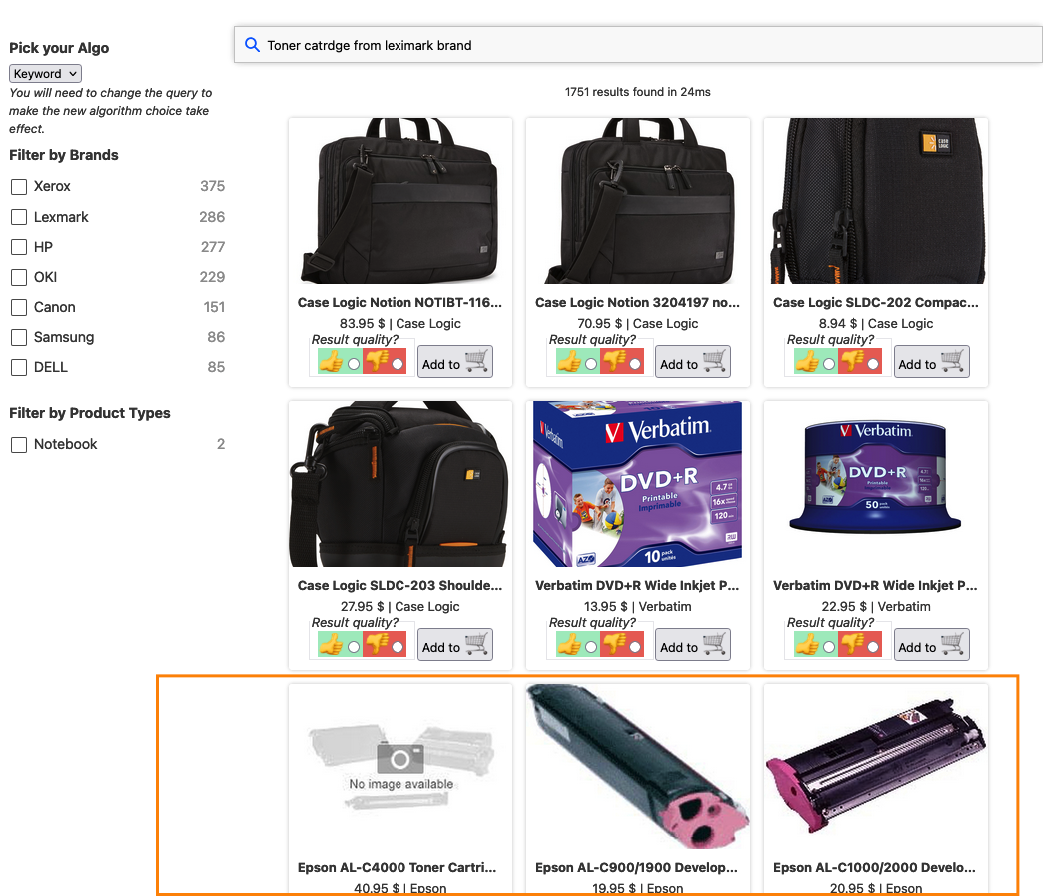 Pick your Algo
Keyword
You will need to change the query to
make the new algorithm choice take
effect.
Filter by Brands
Xerox 375
Lexmark 286
HP 277
OKI 229
Canon 151
Samsung 86
DELL 85
Filter by Product Types
Notebook 2
Toner catrdge from leximark brand
1751 results found in 24ms
CASE LOGIC
Case Logic Notion NOTIBT-116...
83.95 $ | Case Logic
Result quality?
Add to
Case Logic Notion 3204197 no...
70.95 $ | Case Logic
Result quality?
Add to
Case Logic SLDC-202 Compac...
8.94 $ | Case Logic
Result quality?
Add to
Case Logic SLDC-203 Shoulde...
27.95 $ | Case Logic
Result quality?
Add to
Verbatim
Verbatim
DVD+R
Printable
Imprimable
4.7
16x
120
AZO
10 pack
unités
Verbatim DVD+R Wide Inkjet P...
13.95 $ | Verbatim
Result quality?
Add to
Verbatim
DVD+R
Printable
50 pack
AZO
4.7
16x
120
Verbatim DVD+R Wide Inkjet P...
22.95 $ | Verbatim
Result quality?
Add to
No image available
Epson AL-C4000 Toner Cartri...
40.95 $ | Epson
Epson AL-C900/1900 Develop...
19.95 $ | Epson
Epson AL-C1000/2000 Develo...
20.95 $ | Epson